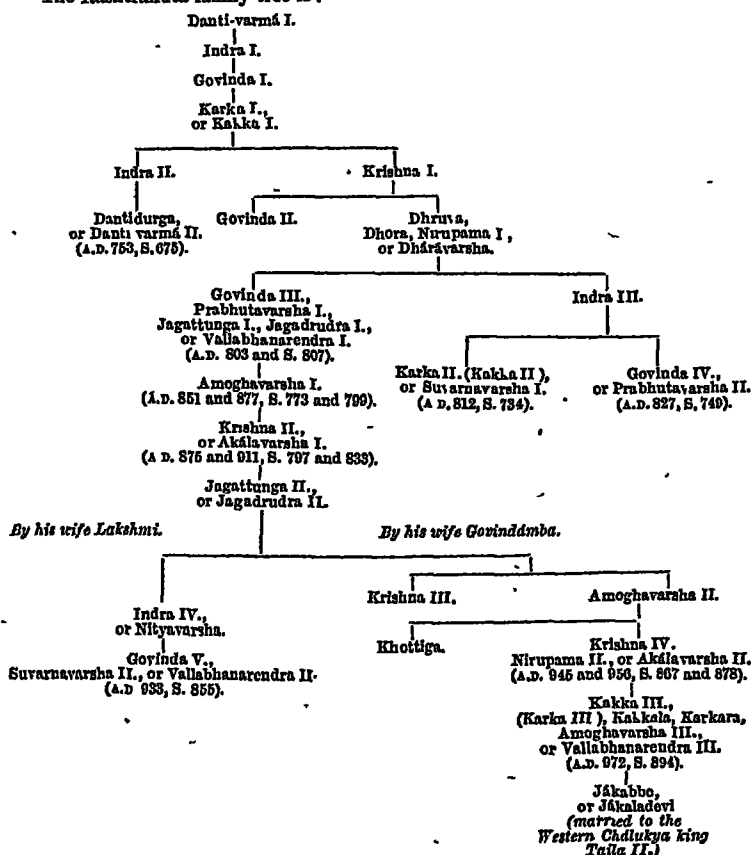 The Rashtrakuta family tree is :
Danti-varmá I.
Indra I.
Govinda I.
Karka I.,
or Kakka I.
Indra II.
Krishna I.
Dantidurga,
or Danti varmá II.
(A.D. 753, S. 675).
Govinda II.
Dhruva,
Dhora, Nirupama I ,
or Dhárávarsha.
Govinda III.,
Prabhutavarsha I.,
Jagattunga I., Jagadrudra I.,
or Vallabhanarendra I.
(A.D. 803 and S. 807).
Indra III.
Karka II. (Kakka II ),
or Suvarnavarsha I.
(A D. 812, S. 734).
Govinda IV.,
or Prabhutavarsha II.
(A.D. 827, S. 749).
Amoghavarsha I.
(A.D. 851 and 877, S. 773 and 799).
Krishna II.,
or Akálavarsha I.
(A D. 875 and 911, S. 797 and 833).
Jagattunga II.,
or Jagadrudra II.
By his wife Lakshmi.
By his wife Govindámba.
Indra IV.,
or Nityavarsha.
Krishna III.
Amoghavarsha II.
Govinda V.,
Suvarnavarsha II., or Vallabhanarendra II.
(A.D 933, S. 855).
Khottiga.
Krishna IV.
Nirupama II., or Akálavarsha II.
(A.D. 945 and 956, S. 867 and 878).
Kakka III.,
(Karka III ), Kakkala, Karkara,
Amoghavarsha III.,
or Vallabhanarendra III.
(A.D. 972, S. 894).
Jákabbe,
or Jákaladevi
(married to the
Western Chálukya king
Taila II.)